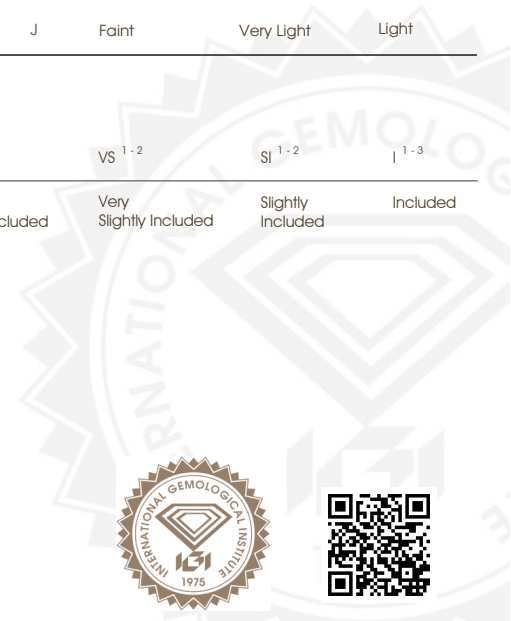 J Faint Very Light Light
VS 1 - 2 SI 1 - 2 I 1 - 3
Very Slightly Included
cluded Slightly Included Included
INTERNATIONAL GEMOLOGICAL INSTITUTE
IGI
1975